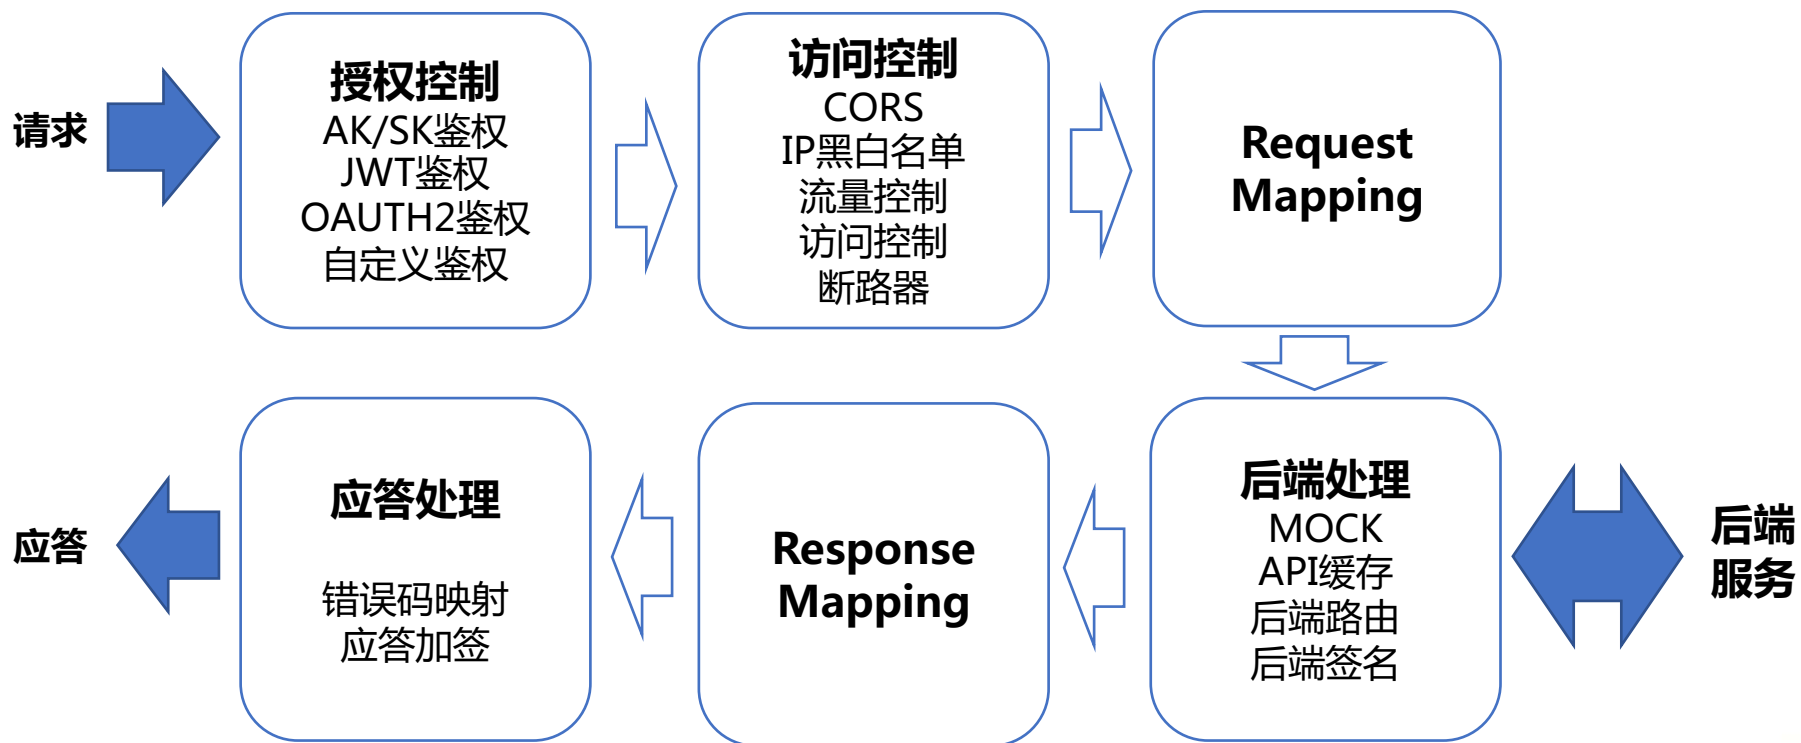 请求
授权控制
AK/SK鉴权
JWT鉴权
OAUTH2鉴权
自定义鉴权
访问控制
CORS
IP黑白名单
流量控制
访问控制
断路器
Request
Mapping
后端处理
MOCK
API缓存
后端路由
后端签名
后端
服务
Response
Mapping
应答处理
错误码映射
应答加签
应答